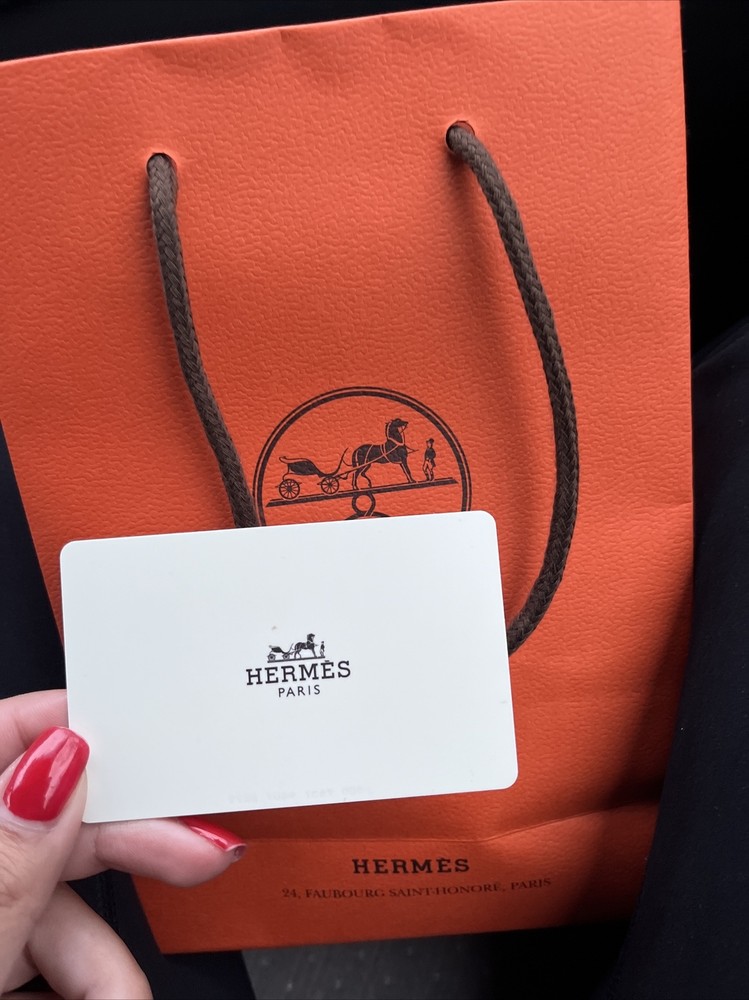 HERMÈS
PARIS
HERMÈS
24, FAUBOURG SAINT-HONORÉ, PARIS